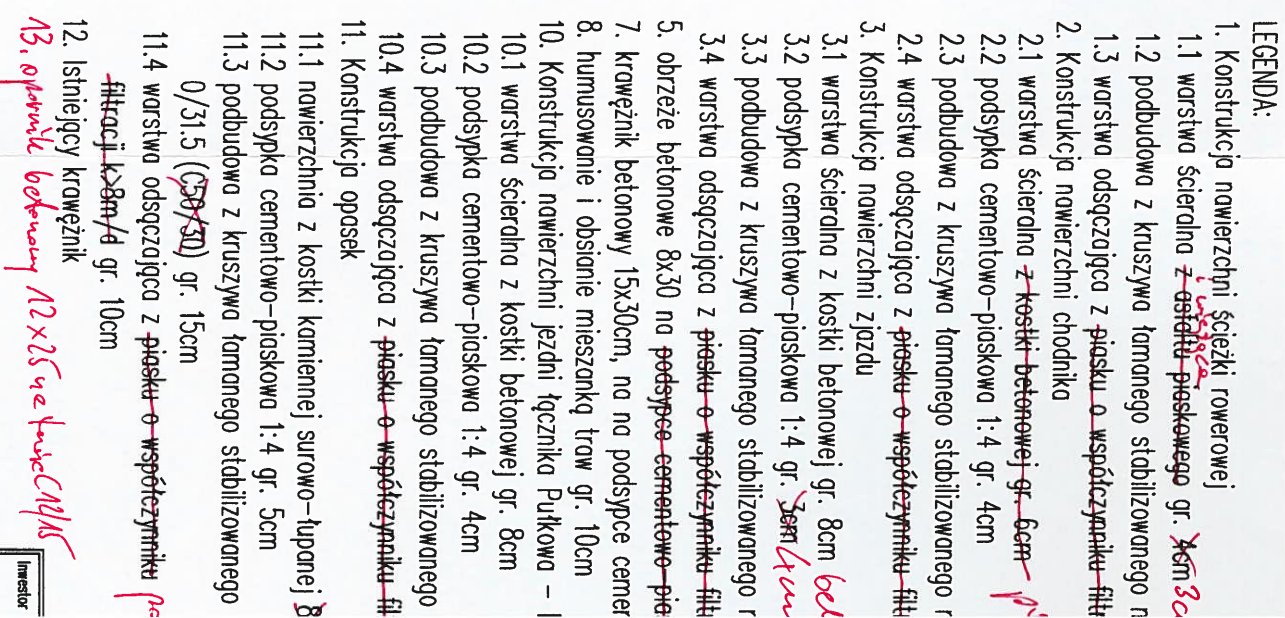 LEGENDA:
1. Konstrukcja nawierzchni ścieżki rowerowej
i wiążąca
1.1 warstwa ścieralna z asfaltu piaskowego gr. 4cm 3c
1.2 podbudowa z kruszywa łamanego stabilizowanego
1.3 warstwa odsączająca z piasku o współczynniku filtr
2. Konstrukcja nawierzchni chodnika
2.1 warstwa ścieralna z kostki betonowej gr. 6cm
2.2 podsypka cementowo-piaskowa 1:4 gr. 4cm
2.3 podbudowa z kruszywa łamanego stabilizowanego r
2.4 warstwa odsączająca z piasku o współczynniku filtr
3. Konstrukcja nawierzchni zjazdu
3.1 warstwa ścieralna z kostki betonowej gr. 8cm bet
3.2 podsypka cementowo-piaskowa 1:4 gr. 3cm 4cm
3.3 podbudowa z kruszywa łamanego stabilizowanego r
3.4 warstwa odsączająca z piasku o współczynniku filtr
5. obrzeże betonowe 8x30 na podsypce cementowo-pia
7. krawężnik betonowy 15x30cm, na na podsypce cemer
8. humusowanie i obsianie mieszanką traw gr. 10cm
10. Konstrukcja nawierzchni jezdni łącznika Pułkowa -
10.1 warstwa ścieralna z kostki betonowej gr. 8cm
10.2 podsypka cementowo-piaskowa 1:4 gr. 4cm
10.3 podbudowa z kruszywa łamanego stabilizowanego
10.4 warstwa odsączająca z piasku o współczynniku fil
11. Konstrukcja opasek
11.1 nawierzchnia z kostki kamiennej surowo-łupanej 8
11.2 podsypka cementowo-piaskowa 1:4 gr. 5cm
11.3 podbudowa z kruszywa łamanego stabilizowanego
0/31.5 (C50/30) gr. 15cm
11.4 warstwa odsączająca z piasku o współczynniku
filtracji k>8m/d gr. 10cm
12. Istniejący krawężnik
13. opornik betonowy 12x25 na C12/15
Inwestor